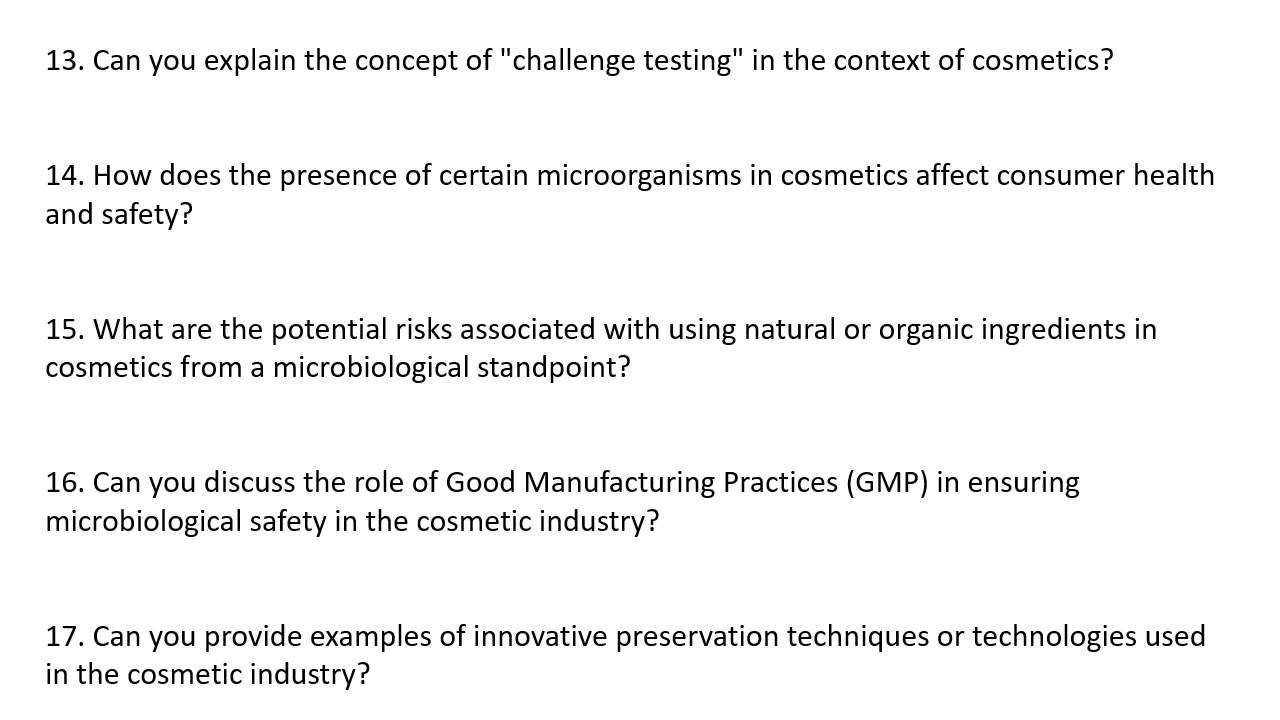 13. Can you explain the concept of "challenge testing" in the context of cosmetics?
14. How does the presence of certain microorganisms in cosmetics affect consumer health
and safety?
15. What are the potential risks associated with using natural or organic ingredients in
cosmetics from a microbiological standpoint?
16. Can you discuss the role of Good Manufacturing Practices (GMP) in ensuring
microbiological safety in the cosmetic industry?
17. Can you provide examples of innovative preservation techniques or technologies used
in the cosmetic industry?